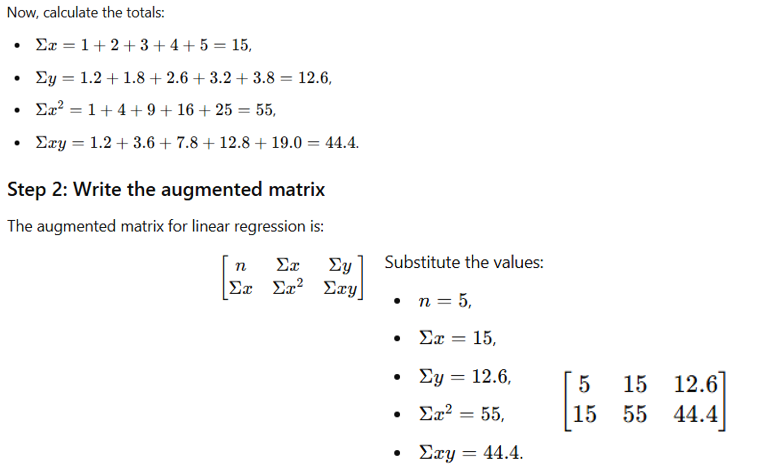 Now, calculate the totals:
• Σx = 1 + 2 + 3 + 4 + 5 = 15,
• Σy = 1.2 + 1.8 + 2.6 + 3.2 + 3.8 = 12.6,
• Σx² = 1 + 4 + 9 + 16 + 25 = 55,
• Σxy = 1.2 + 3.6 + 7.8 + 12.8 + 19.0 = 44.4.
Step 2: Write the augmented matrix
The augmented matrix for linear regression is:
[n Σx Σy
Σx Σx² Σxy]
Substitute the values:
• n = 5,
• Σx = 15,
• Σy = 12.6,
• Σx² = 55,
• Σxy = 44.4.
[5 15 12.6
15 55 44.4]